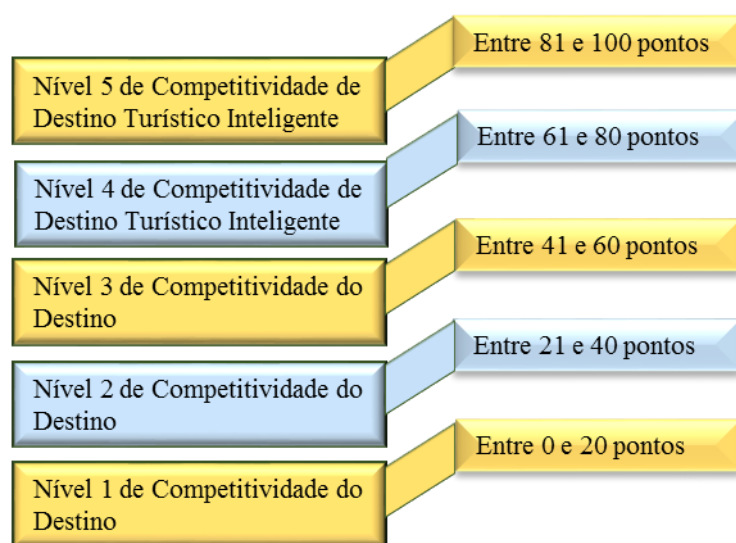 Entre 81 e 100 pontos
Nível 5 de Competitividade de
Destino Turístico Inteligente
Entre 61 e 80 pontos
Nível 4 de Competitividade de
Destino Turístico Inteligente
Entre 41 e 60 pontos
Nível 3 de Competitividade do
Destino
Entre 21 e 40 pontos
Nível 2 de Competitividade do
Destino
Entre 0 e 20 pontos
Nível 1 de Competitividade do
Destino